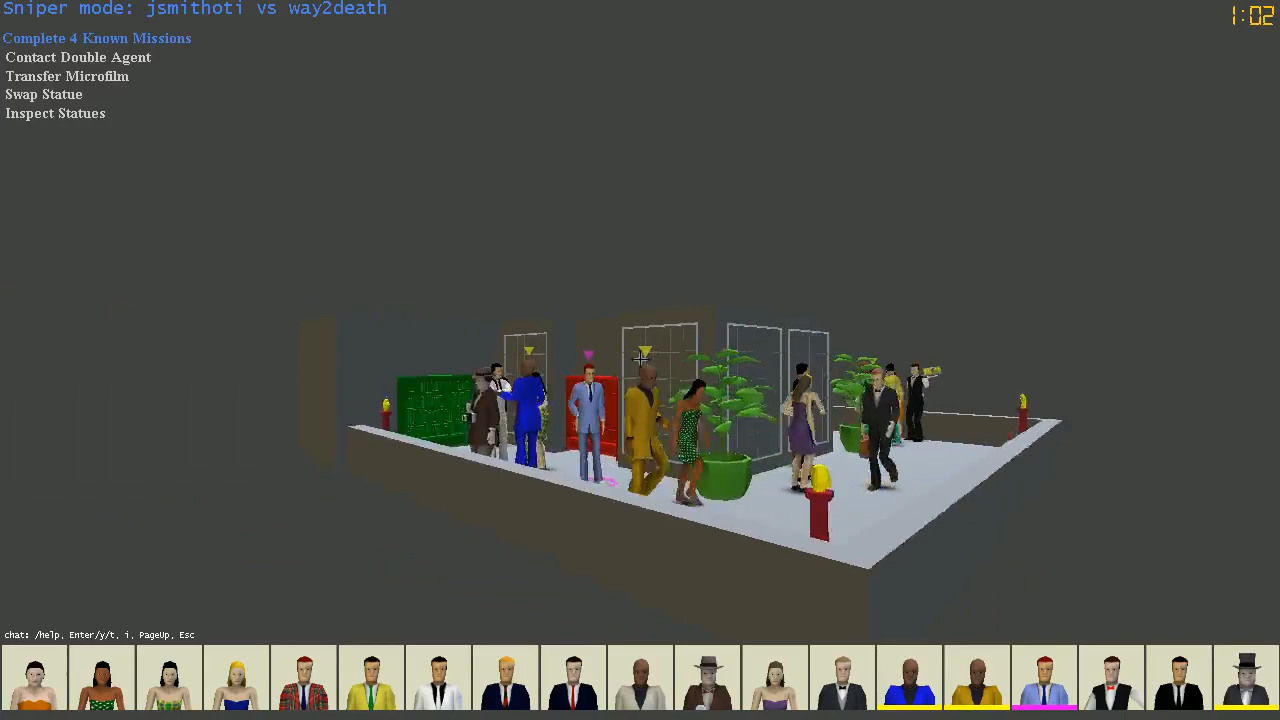 Sniper mode: jsmithoti vs way2death
1:02
Complete 4 Known Missions
Contact Double Agent
Transfer Microfilm
Swap Statue
Inspect Statues
chat: /help, Enter/y/t, i, PageUp, Esc